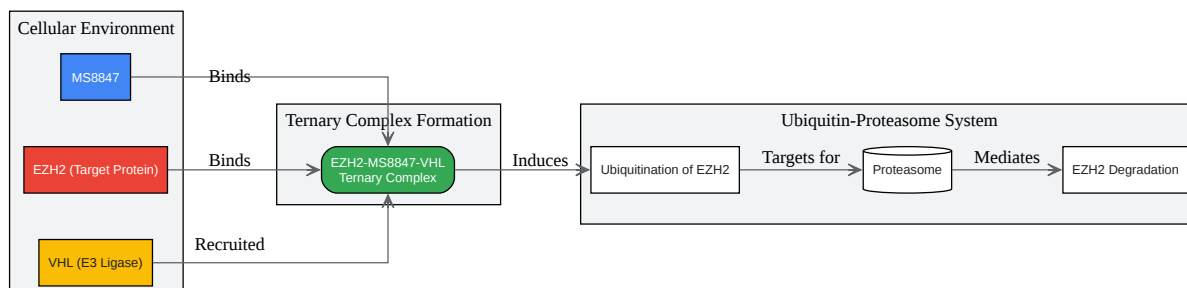 Cellular Environment
MS8847
Binds
Ternary Complex Formation
Ubiquitin-Proteasome System
EZH2 (Target Protein)
Binds
EZH2-MS8847-VHL
Ternary Complex
Induces
Ubiquitination of EZH2
Targets for
Proteasome
Mediates
EZH2 Degradation
Recruited
VHL (E3 Ligase)